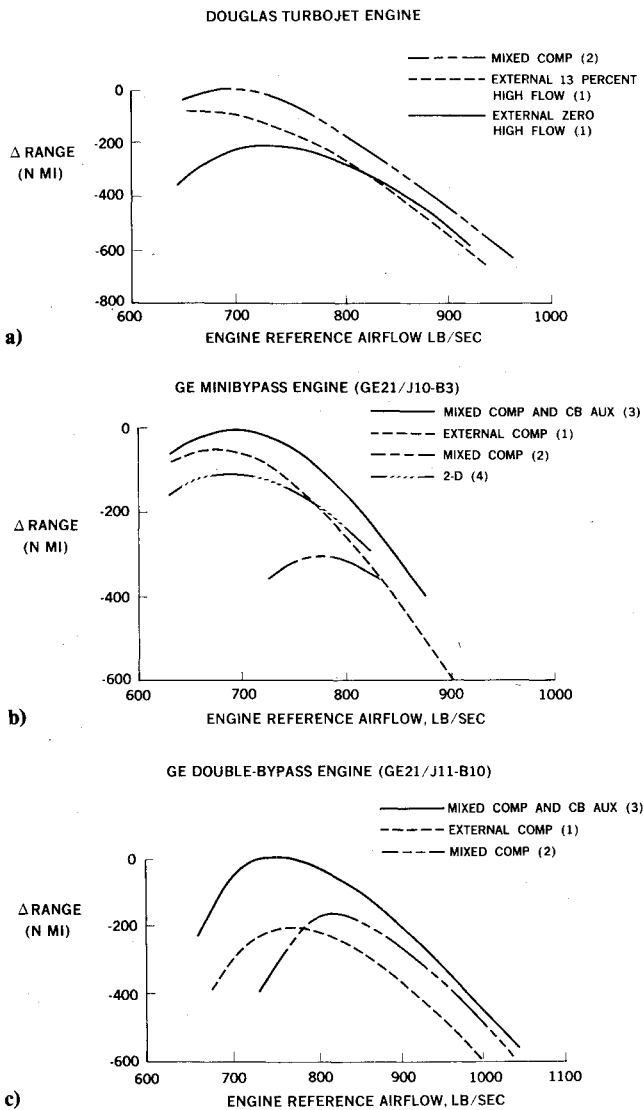 DOUGLAS TURBOJET ENGINE
MIXED COMP (2)
EXTERNAL 13 PERCENT
HIGH FLOW (1)
EXTERNAL ZERO
HIGH FLOW (1)
0
-200
Δ RANGE
(N MI)
-400
-600
-800
600 700 800 900 1000
a)
ENGINE REFERENCE AIRFLOW LB/SEC
GE MINIBYPASS ENGINE (GE21/J10-B3)
MIXED COMP AND CB AUX (3)
EXTERNAL COMP (1)
MIXED COMP (2)
2-D (4)
0
-200
Δ RANGE
(N MI)
-400
-600
600 700 800 900 1000
b)
ENGINE REFERENCE AIRFLOW, LB/SEC
GE DOUBLE-BYPASS ENGINE (GE21/J11-B10)
MIXED COMP AND CB AUX (3)
EXTERNAL COMP (1)
MIXED COMP (2)
0
Δ RANGE
-200
(N MI)
-400
-600
600 700 800 900 1000 1100
c)
ENGINE REFERENCE AIRFLOW, LB/SEC